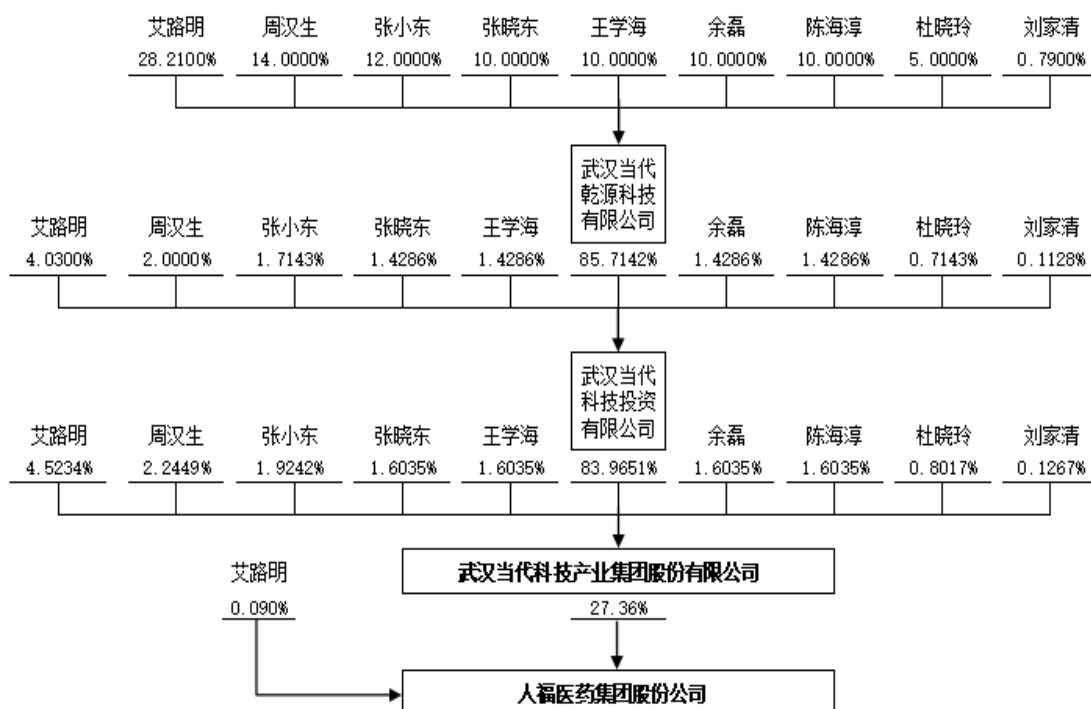 艾路明 周汉生 张小东 张晓东 王学海 余磊 陈海淳 杜晓玲 刘家清
28.2100% 14.0000% 12.0000% 10.0000% 10.0000% 10.0000% 10.0000% 5.0000% 0.7900%
武汉当代
乾源科技
有限公司
艾路明 周汉生 张小东 张晓东 王学海 余磊 陈海淳 杜晓玲 刘家清
4.0300% 2.0000% 1.7143% 1.4286% 1.4286% 85.7142% 1.4286% 1.4286% 0.7143% 0.1128%
武汉当代
科技投资
有限公司
艾路明 周汉生 张小东 张晓东 王学海 余磊 陈海淳 杜晓玲 刘家清
4.5234% 2.2449% 1.9242% 1.6035% 1.6035% 83.9651% 1.6035% 1.6035% 0.8017% 0.1267%
艾路明 武汉当代科技产业集团股份有限公司
0.090% 27.36%
人福医药集团股份公司